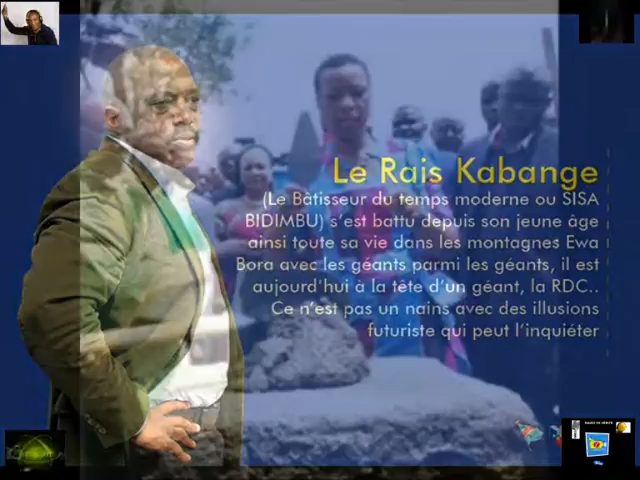 Le Rais Kabange
(Le Bâtisseur du temps moderne ou SISA
BIDIMBU) s'est battu depuis son jeune âge
ainsi toute sa vie dans les montagnes Ewa
Bora avec les géants parmi les géants, il est
aujourd'hui à la tête d'un géant, la RDC..
Ce n'est pas un nains avec des illusions
futuriste qui peut l'inquiéter